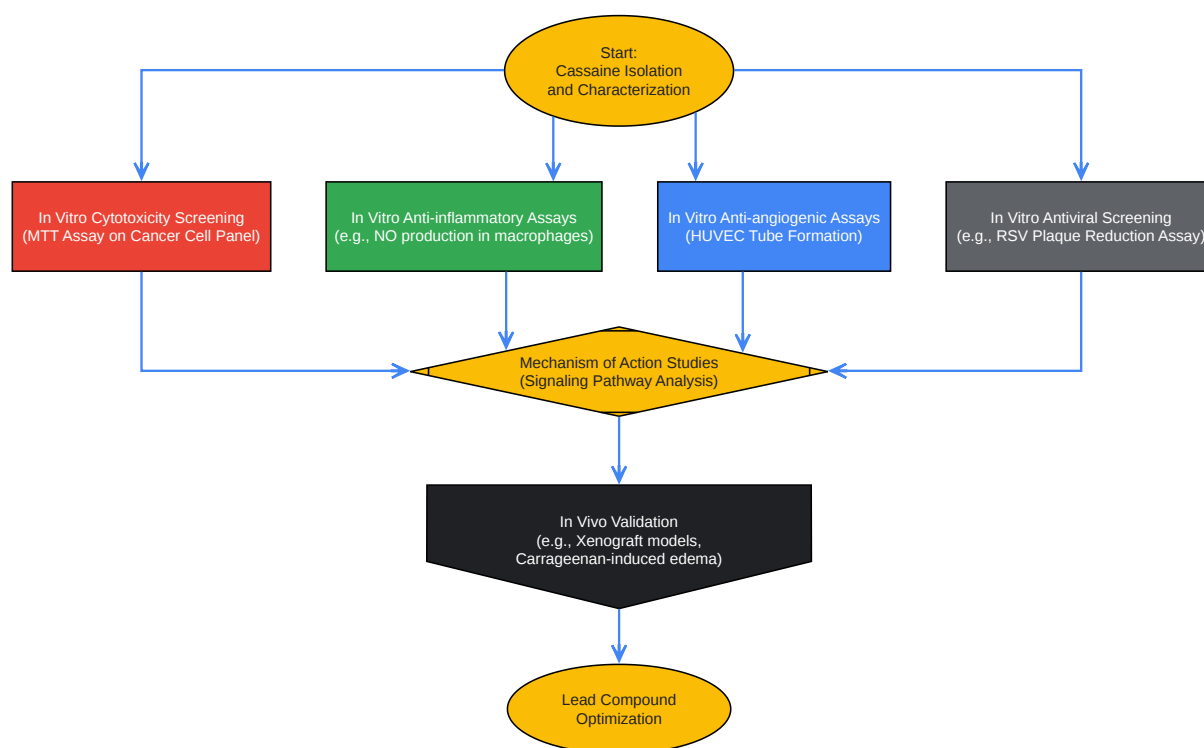 Start:
Cassaine Isolation
and Characterization
In Vitro Cytotoxicity Screening
(MTT Assay on Cancer Cell Panel)
In Vitro Anti-inflammatory Assays
(e.g., NO production in macrophages)
In Vitro Anti-angiogenic Assays
(HUVEC Tube Formation)
In Vitro Antiviral Screening
(e.g., RSV Plaque Reduction Assay)
Mechanism of Action Studies
(Signaling Pathway Analysis)
In Vivo Validation
(e.g., Xenograft models,
Carrageenan-induced edema)
Lead Compound
Optimization